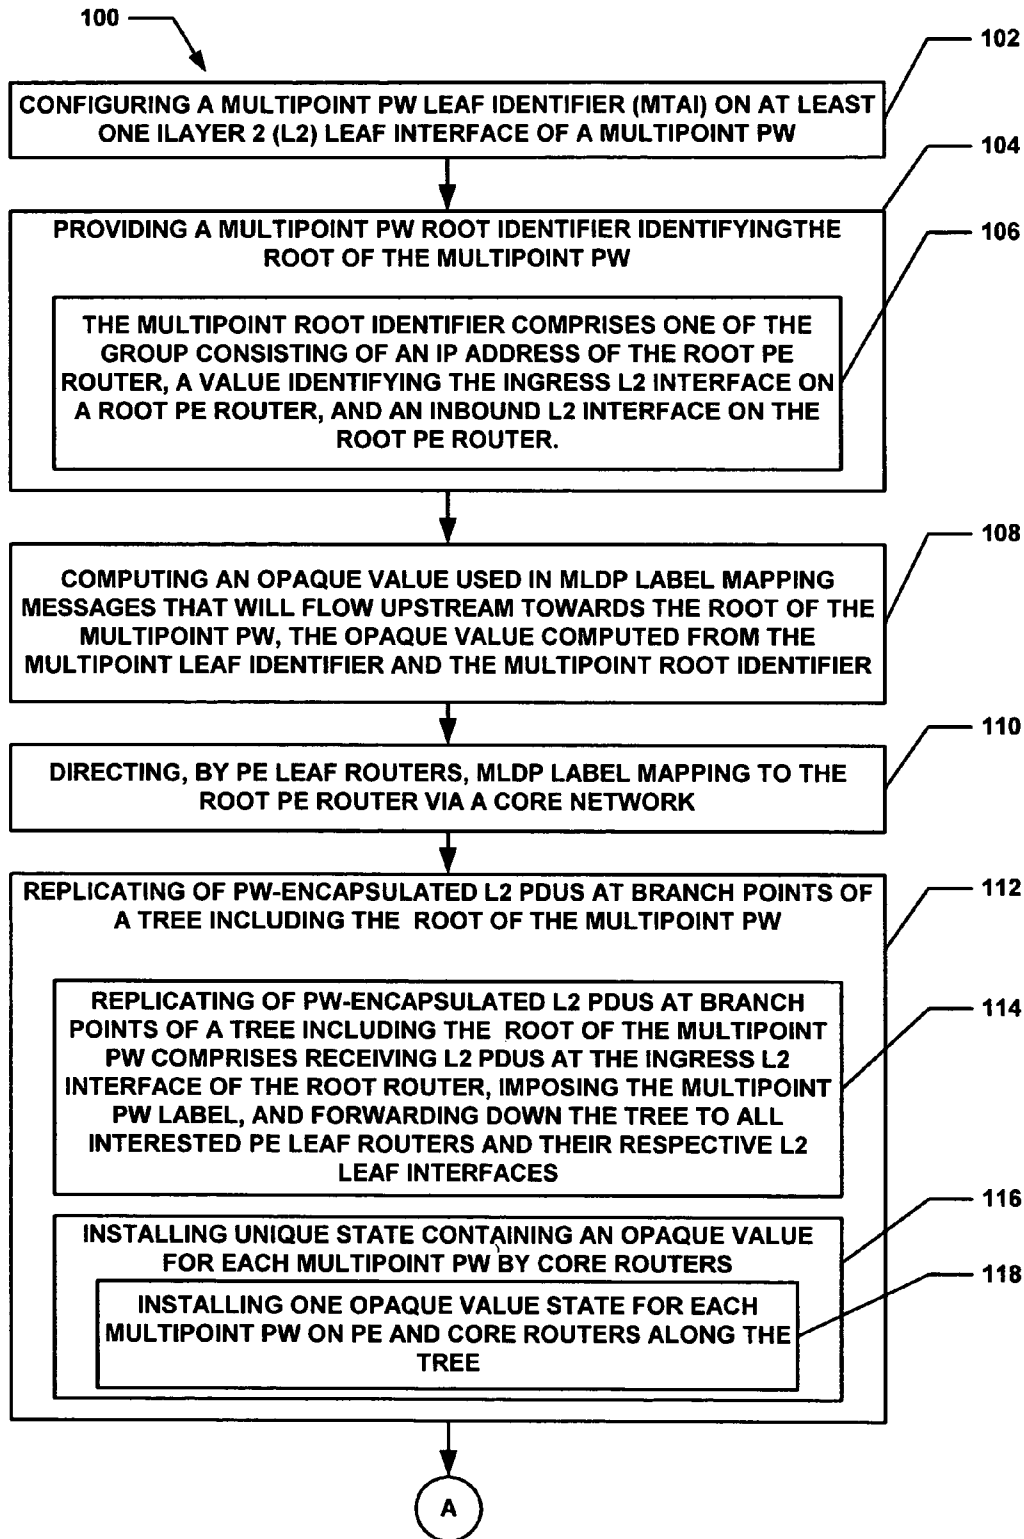 100
102
CONFIGURING A MULTIPOINT PW LEAF IDENTIFIER (MTAI) ON AT LEAST
ONE ILAYER 2 (L2) LEAF INTERFACE OF A MULTIPOINT PW
104
PROVIDING A MULTIPOINT PW ROOT IDENTIFIER IDENTIFYINGTHE
ROOT OF THE MULTIPOINT PW
106
THE MULTIPOINT ROOT IDENTIFIER COMPRISES ONE OF THE
GROUP CONSISTING OF AN IP ADDRESS OF THE ROOT PE
ROUTER, A VALUE IDENTIFYING THE INGRESS L2 INTERFACE ON
A ROOT PE ROUTER, AND AN INBOUND L2 INTERFACE ON THE
ROOT PE ROUTER.
108
COMPUTING AN OPAQUE VALUE USED IN MLDP LABEL MAPPING
MESSAGES THAT WILL FLOW UPSTREAM TOWARDS THE ROOT OF THE
MULTIPOINT PW, THE OPAQUE VALUE COMPUTED FROM THE
MULTIPOINT LEAF IDENTIFIER AND THE MULTIPOINT ROOT IDENTIFIER
110
DIRECTING, BY PE LEAF ROUTERS, MLDP LABEL MAPPING TO THE
ROOT PE ROUTER VIA A CORE NETWORK
112
REPLICATING OF PW-ENCAPSULATED L2 PDUS AT BRANCH POINTS OF
A TREE INCLUDING THE ROOT OF THE MULTIPOINT PW
114
REPLICATING OF PW-ENCAPSULATED L2 PDUS AT BRANCH
POINTS OF A TREE INCLUDING THE ROOT OF THE MULTIPOINT
PW COMPRISES RECEIVING L2 PDUS AT THE INGRESS L2
INTERFACE OF THE ROOT ROUTER, IMPOSING THE MULTIPOINT
PW LABEL, AND FORWARDING DOWN THE TREE TO ALL
INTERESTED PE LEAF ROUTERS AND THEIR RESPECTIVE L2
LEAF INTERFACES
116
INSTALLING UNIQUE STATE CONTAINING AN OPAQUE VALUE
FOR EACH MULTIPOINT PW BY CORE ROUTERS
118
INSTALLING ONE OPAQUE VALUE STATE FOR EACH
MULTIPOINT PW ON PE AND CORE ROUTERS ALONG THE
TREE
A